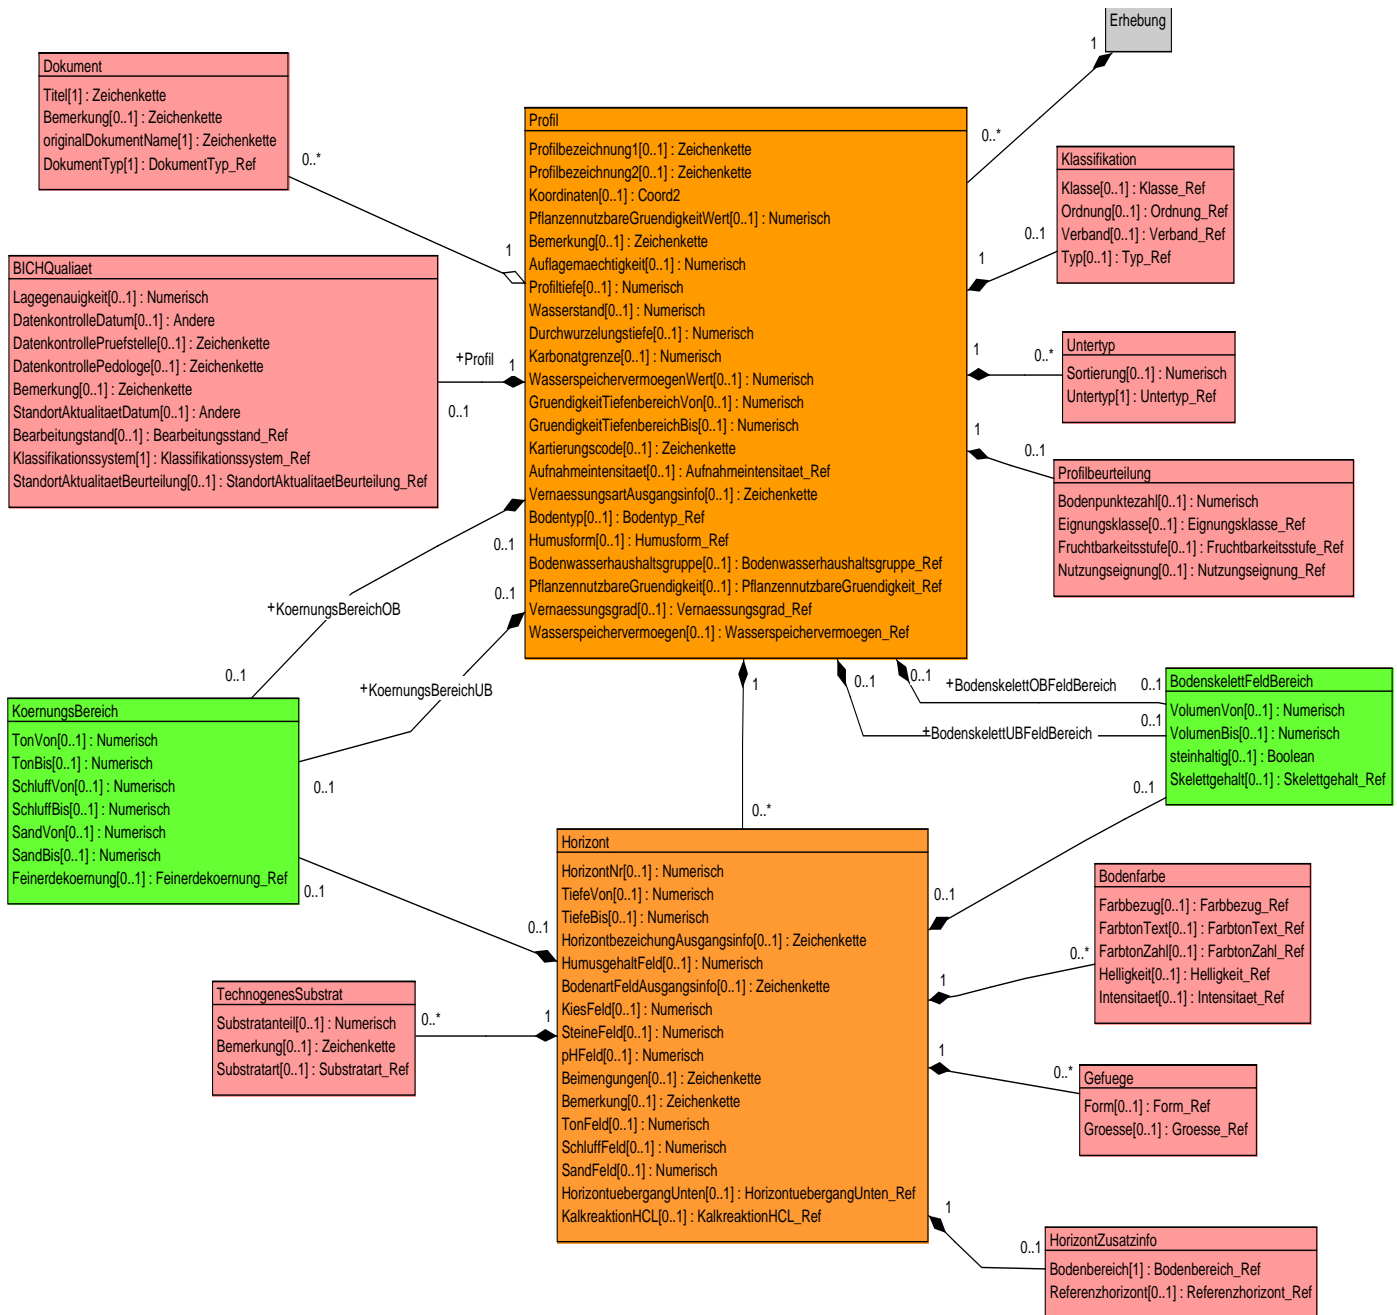 Erhebung
1
0..*
Dokument
Titel[1] : Zeichenkette
Bemerkung[0..1] : Zeichenkette
originalDokumentName[1] : Zeichenkette
DokumentTyp[1] : DokumentTyp_Ref
0..*
1
Profil
Profilbezeichnung1[0..1] : Zeichenkette
Profilbezeichnung2[0..1] : Zeichenkette
Koordinaten[0..1] : Coord2
PflanzennutzbareGruendigkeitWert[0..1] : Numerisch
Bemerkung[0..1] : Zeichenkette
Auflagemaechtigkeit[0..1] : Numerisch
Profiltiefe[0..1] : Numerisch
Wasserstand[0..1] : Numerisch
Durchwurzelungstiefe[0..1] : Numerisch
Karbonatgrenze[0..1] : Numerisch
WasserspeichervermoegenWert[0..1] : Numerisch
GruendigkeitTiefenbereichVon[0..1] : Numerisch
GruendigkeitTiefenbereichBis[0..1] : Numerisch
Kartierungscode[0..1] : Zeichenkette
Aufnahmeintensitaet[0..1] : Aufnahmeintensitaet_Ref
VernaessungsartAusgangsinfo[0..1] : Zeichenkette
Bodentyp[0..1] : Bodentyp_Ref
Humusform[0..1] : Humusform_Ref
Bodenwasserhaushaltsgruppe[0..1] : Bodenwasserhaushaltsgruppe_Ref
PflanzennutzbareGruendigkeit[0..1] : PflanzennutzbareGruendigkeit_Ref
Vernaessungsgrad[0..1] : Vernaessungsgrad_Ref
Wasserspeichervermoegen[0..1] : Wasserspeichervermoegen_Ref
Klassifikation
Klasse[0..1] : Klasse_Ref
Ordnung[0..1] : Ordnung_Ref
Verband[0..1] : Verband_Ref
Typ[0..1] : Typ_Ref
0..1
1
BICHQualiaet
Lagegenauigkeit[0..1] : Numerisch
DatenkontrolleDatum[0..1] : Andere
DatenkontrollePruefstelle[0..1] : Zeichenkette
DatenkontrollePedologe[0..1] : Zeichenkette
Bemerkung[0..1] : Zeichenkette
StandortAktualitaetDatum[0..1] : Andere
Bearbeitungstand[0..1] : Bearbeitungsstand_Ref
Klassifikationssystem[1] : Klassifikationssystem_Ref
StandortAktualitaetBeurteilung[0..1] : StandortAktualitaetBeurteilung_Ref
+Profil
1
0..1
Untertyp
Sortierung[0..1] : Numerisch
Untertyp[1] : Untertyp_Ref
1
0..*
Profilbeurteilung
Bodenpunktezahl[0..1] : Numerisch
Eignungsklasse[0..1] : Eignungsklasse_Ref
Fruchtbarkeitsstufe[0..1] : Fruchtbarkeitsstufe_Ref
Nutzungseignung[0..1] : Nutzungseignung_Ref
1
0..1
0..1
+KoernungsBereichOB
0..1
0..1
+KoernungsBereichUB
0..1
KoernungsBereich
TonVon[0..1] : Numerisch
TonBis[0..1] : Numerisch
SchluffVon[0..1] : Numerisch
SchluffBis[0..1] : Numerisch
SandVon[0..1] : Numerisch
SandBis[0..1] : Numerisch
Feinerdekoernung[0..1] : Feinerdekoernung_Ref
0..1
0..1
1
0..*
0..1
0..1
+BodenskelettOBFeldBereich
0..1
+BodenskelettUBFeldBereich
0..1
BodenskelettFeldBereich
VolumenVon[0..1] : Numerisch
VolumenBis[0..1] : Numerisch
steinhaltig[0..1] : Boolean
Skelettgehalt[0..1] : Skelettgehalt_Ref
0..1
0..1
Horizont
HorizontNr[0..1] : Numerisch
TiefeVon[0..1] : Numerisch
TiefeBis[0..1] : Numerisch
HorizontbezeichungAusgangsinfo[0..1] : Zeichenkette
HumusgehaltFeld[0..1] : Numerisch
BodenartFeldAusgangsinfo[0..1] : Zeichenkette
KiesFeld[0..1] : Numerisch
SteineFeld[0..1] : Numerisch
pHFeld[0..1] : Numerisch
Beimengungen[0..1] : Zeichenkette
Bemerkung[0..1] : Zeichenkette
TonFeld[0..1] : Numerisch
SchluffFeld[0..1] : Numerisch
SandFeld[0..1] : Numerisch
HorizontuebergangUnten[0..1] : HorizontuebergangUnten_Ref
KalkreaktionHCL[0..1] : KalkreaktionHCL_Ref
Bodenfarbe
Farbbezug[0..1] : Farbbezug_Ref
FarbtonText[0..1] : FarbtonText_Ref
FarbtonZahl[0..1] : FarbtonZahl_Ref
Helligkeit[0..1] : Helligkeit_Ref
Intensitaet[0..1] : Intensitaet_Ref
0..*
1
TechnogenesSubstrat
Substratanteil[0..1] : Numerisch
Bemerkung[0..1] : Zeichenkette
Substratart[0..1] : Substratart_Ref
0..*
1
Gefuege
Form[0..1] : Form_Ref
Groesse[0..1] : Groesse_Ref
1
0..*
HorizontZusatzinfo
Bodenbereich[1] : Bodenbereich_Ref
Referenzhorizont[0..1] : Referenzhorizont_Ref
1
0..1